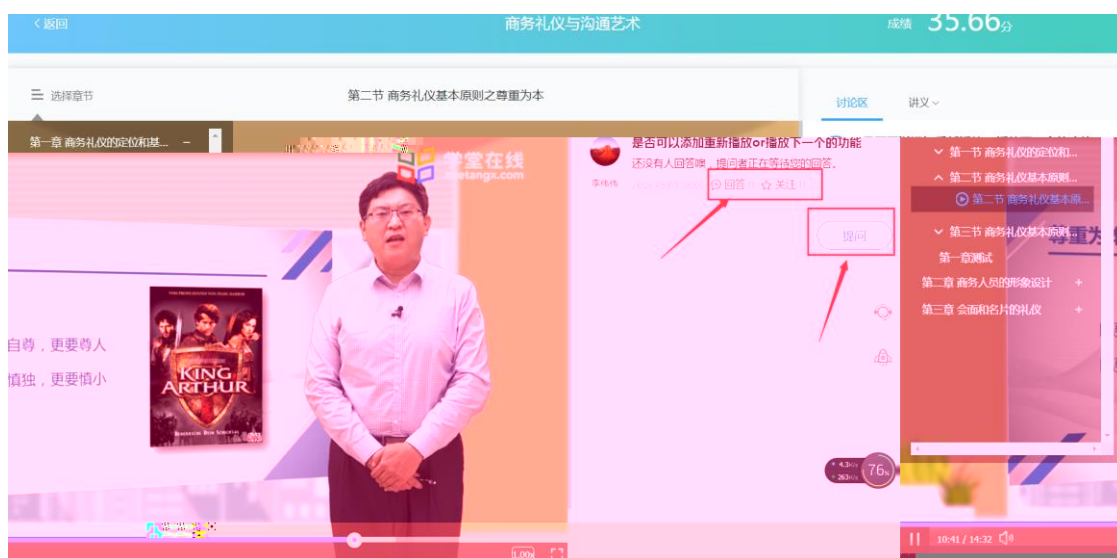 < 返回
商务礼仪与沟通艺术
成绩 35.66分
选择章节
第二节 商务礼仪基本原则之尊重为本
讨论区
讲义
第一章 商务礼仪的定位和基... −
学堂在线
xuetangx.com
是否可以添加重新播放or播放下一个的功能
还没有人回答噢，提问者正在等待您的回答。
李伟伟
回答
关注
提问
第一节 商务礼仪的定位和...
第二节 商务礼仪基本原则...
第二节 商务礼仪基本原...
第三节 商务礼仪基本原则...
尊重为
第一章测试
第二章 商务人员的形象设计 +
第三章 会面和名片的礼仪 +
自尊，更要尊人
慎独，更要慎小
KING
ARTHUR
76%
10:41 / 14:32
1.00x